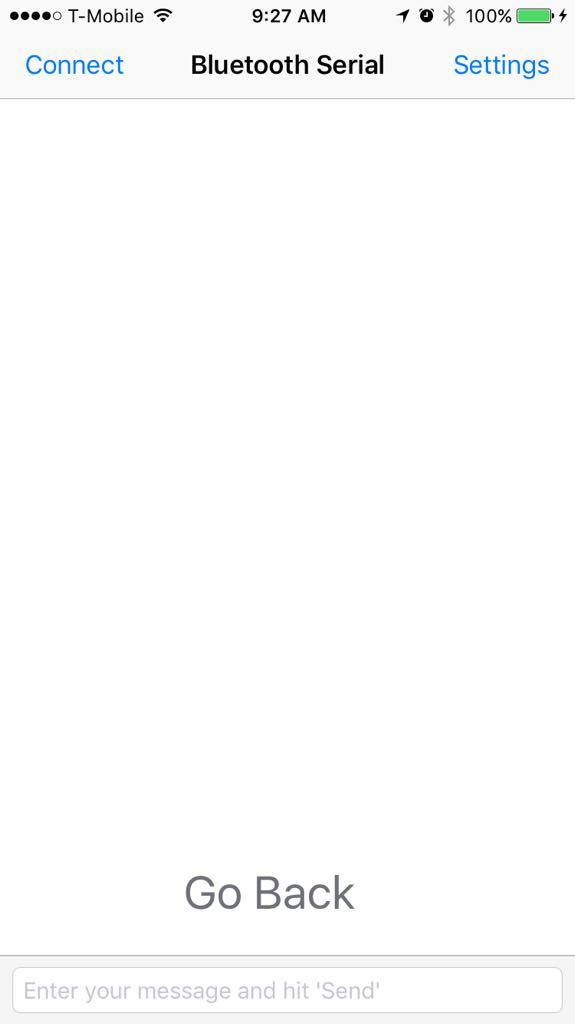 T-Mobile 9:27 AM 100%
Connect Bluetooth Serial Settings
Go Back
Enter your message and hit 'Send'